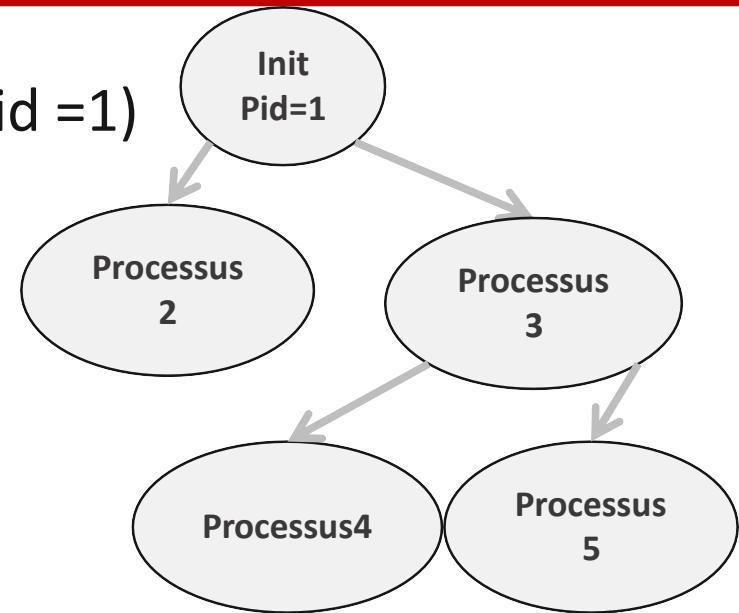 Init
Pid=1
id =1)
Processus
2
Processus
3
Processus4
Processus
5